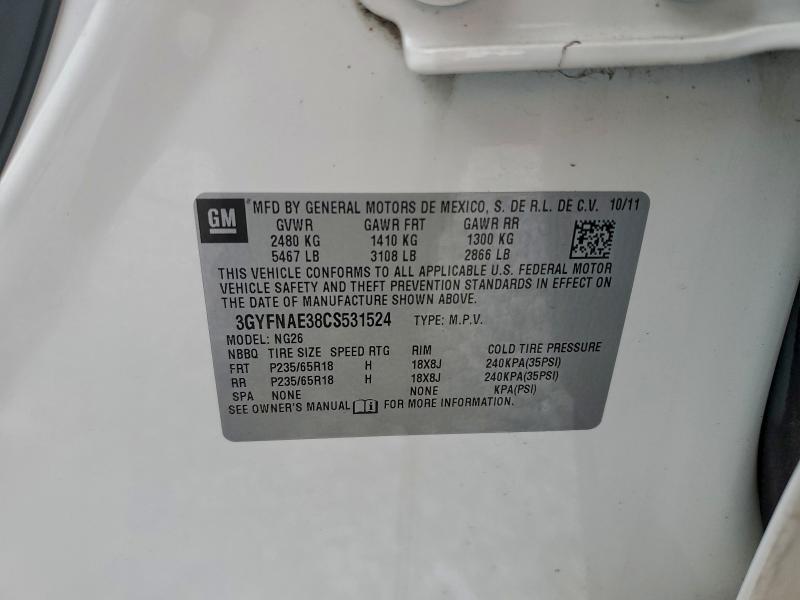 GM MFD BY GENERAL MOTORS DE MEXICO, S. DE R.L. DE C.V. 10/11
GVWR GAWR FRT GAWR RR
2480 KG 1410 KG 1300 KG
5467 LB 3108 LB 2866 LB
THIS VEHICLE CONFORMS TO ALL APPLICABLE U.S. FEDERAL MOTOR
VEHICLE SAFETY AND THEFT PREVENTION STANDARDS IN EFFECT ON
THE DATE OF MANUFACTURE SHOWN ABOVE.
3GYFNAE38CS531524 TYPE: M.P.V.
MODEL: NG26
NBBQ TIRE SIZE SPEED RTG RIM COLD TIRE PRESSURE
FRT P235/65R18 H 18X8J 240KPA(35PSI)
RR P235/65R18 H 18X8J 240KPA(35PSI)
SPA NONE NONE KPA(PSI)
SEE OWNER'S MANUAL FOR MORE INFORMATION.